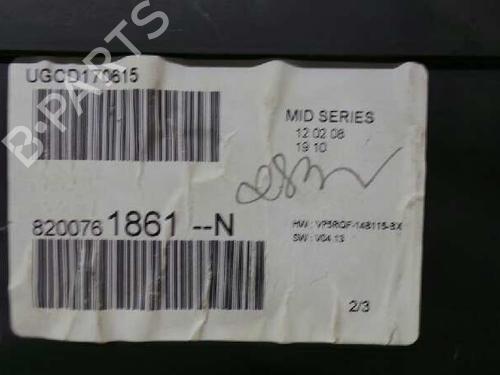 UGCD170615
MID SERIES
12 02 08
19 10
8200761861 --N
HW : VP5RQF-14B115-BX
SW : V04.13
2/3
B-PARTS